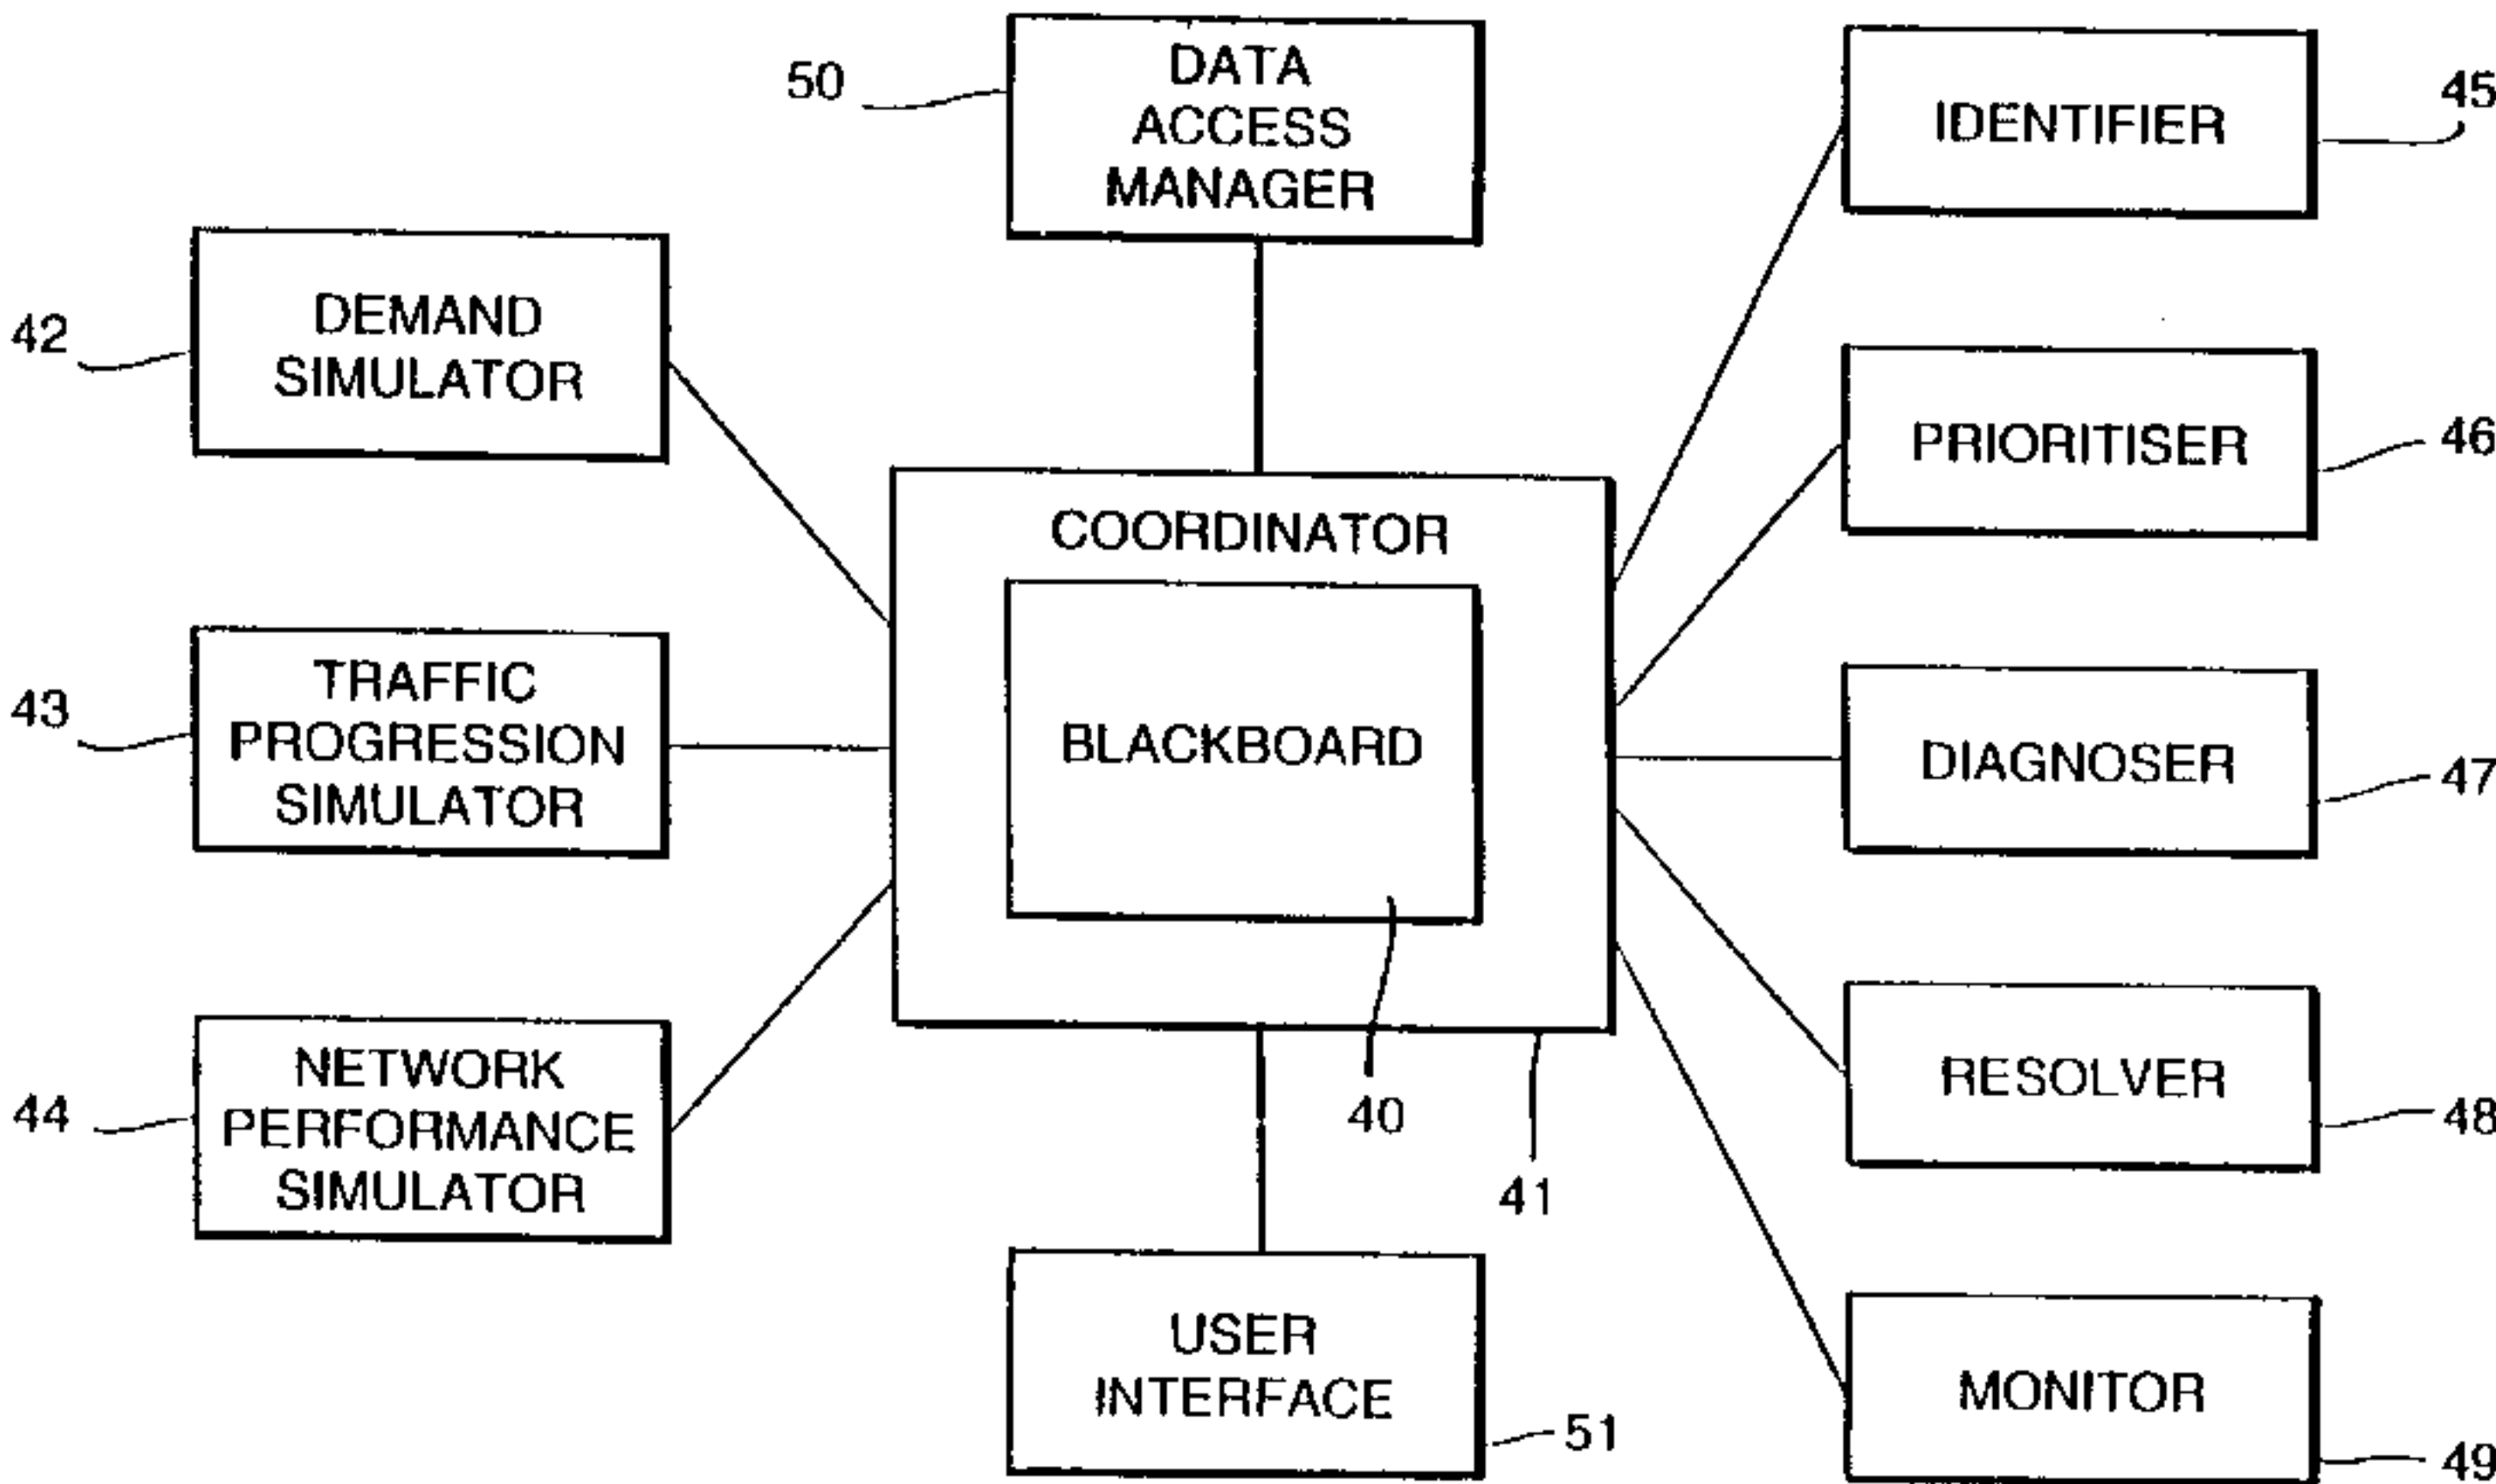 50
DATA
ACCESS
MANAGER
IDENTIFIER
45
42
DEMAND
SIMULATOR
PRIORITISER
46
COORDINATOR
BLACKBOARD
40
41
43
TRAFFIC
PROGRESSION
SIMULATOR
DIAGNOSER
47
44
NETWORK
PERFORMANCE
SIMULATOR
RESOLVER
48
USER
INTERFACE
51
MONITOR
49